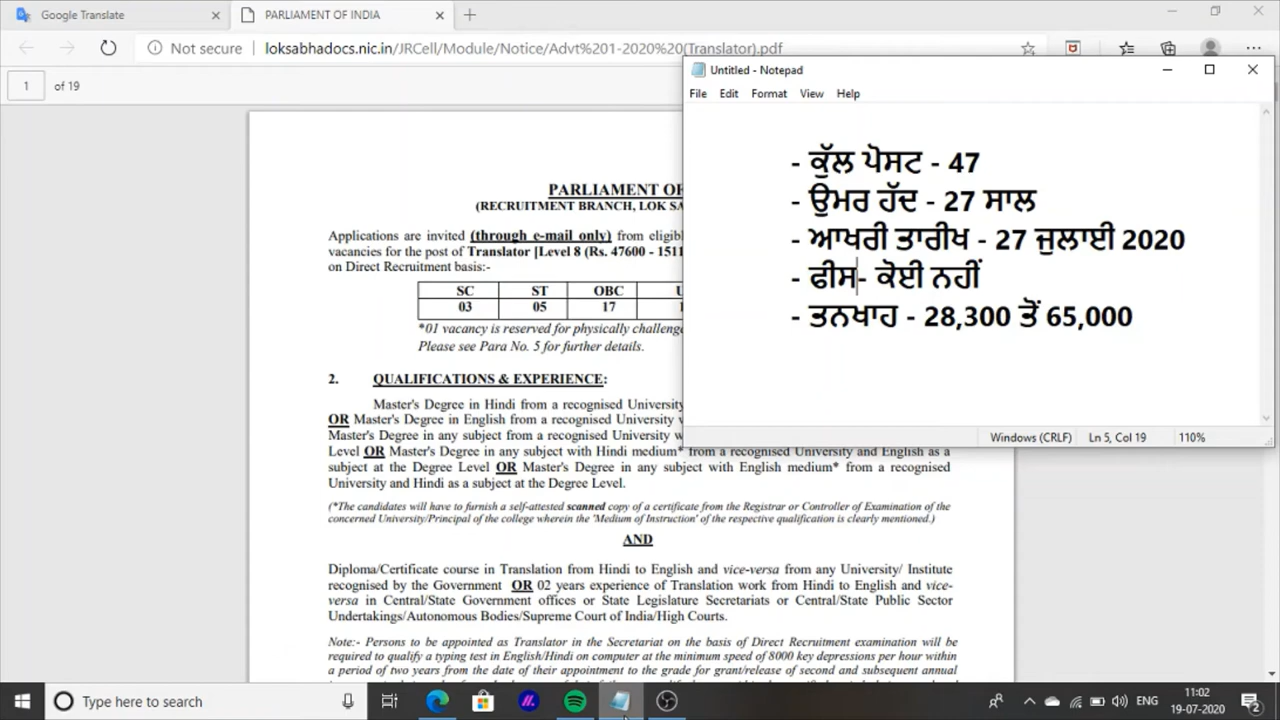 Google Translate
PARLIAMENT OF INDIA
Not secure
loksabhadocs.nic.in/JRCell/Module/Notice/Advt%201-2020%20(Translator).pdf
1 of 19
Untitled - Notepad
File Edit Format View Help
- ਕੁੱਲ ਪੋਸਟ - 47
- ਉਮਰ ਹੱਦ - 27 ਸਾਲ
- ਆਖਰੀ ਤਾਰੀਖ - 27 ਜੁਲਾਈ 2020
- ਫੀਸ- ਕੋਈ ਨਹੀਂ
- ਤਨਖਾਹ - 28,300 ਤੋਂ 65,000
Windows (CRLF) Ln 5, Col 19 110%
PARLIAMENT OF
(RECRUITMENT BRANCH, LOK SA
Applications are invited (through e-mail only) from eligib
vacancies for the post of Translator [Level 8 (Rs. 47600 - 1511
on Direct Recruitment basis:-
SC ST OBC
03 05 17
*01 vacancy is reserved for physically challenge
Please see Para No. 5 for further details.
2. QUALIFICATIONS & EXPERIENCE:
Master's Degree in Hindi from a recognised University
OR Master's Degree in English from a recognised University
Master's Degree in any subject from a recognised University
Level OR Master's Degree in any subject with Hindi medium* from a recognised University and English as a
subject at the Degree Level OR Master's Degree in any subject with English medium* from a recognised
University and Hindi as a subject at the Degree Level.
(*The candidates will have to furnish a self-attested scanned copy of a certificate from the Registrar or Controller of Examination of the
concerned University/Principal of the college wherein the 'Medium of Instruction' of the respective qualification is clearly mentioned.)
AND
Diploma/Certificate course in Translation from Hindi to English and vice-versa from any University/ Institute
recognised by the Government OR 02 years experience of Translation work from Hindi to English and vice-
versa in Central/State Government offices or State Legislature Secretariats or Central/State Public Sector
Undertakings/Autonomous Bodies/Supreme Court of India/High Courts.
Note:- Persons to be appointed as Translator in the Secretariat on the basis of Direct Recruitment examination will be
required to qualify a typing test in English/Hindi on computer at the minimum speed of 8000 key depressions per hour within
a period of two years from the date of their appointment to the grade for grant/release of second and subsequent annual
Type here to search
ENG
11:02
19-07-2020
2